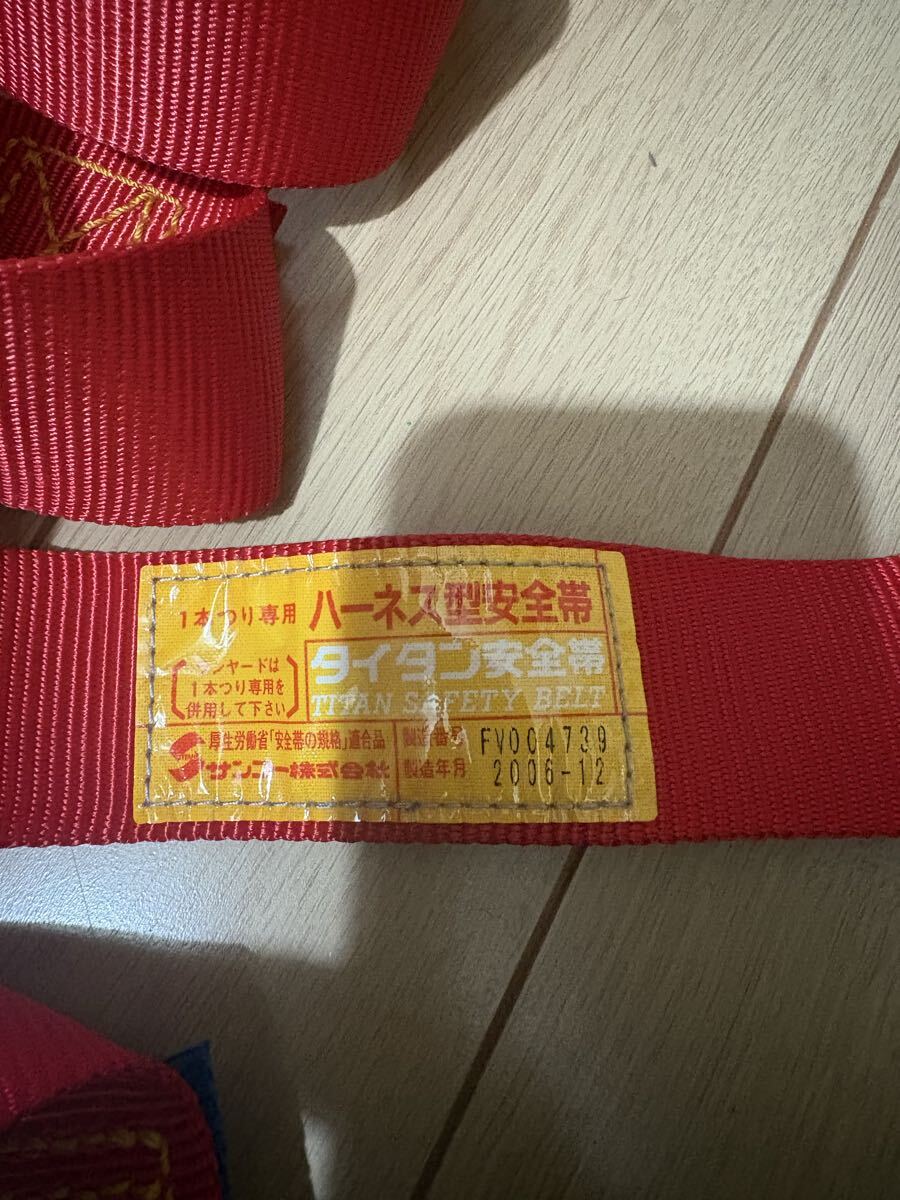 1本つり専用 ハーネス型安全帯
ランヤードは
1本つり専用を
併用して下さい
タイタン安全帯
TITAN SAFETY BELT
厚生労働省「安全帯の規格」適合品
サンコー株式会社
製造番号 FV004739
製造年月 2006-12